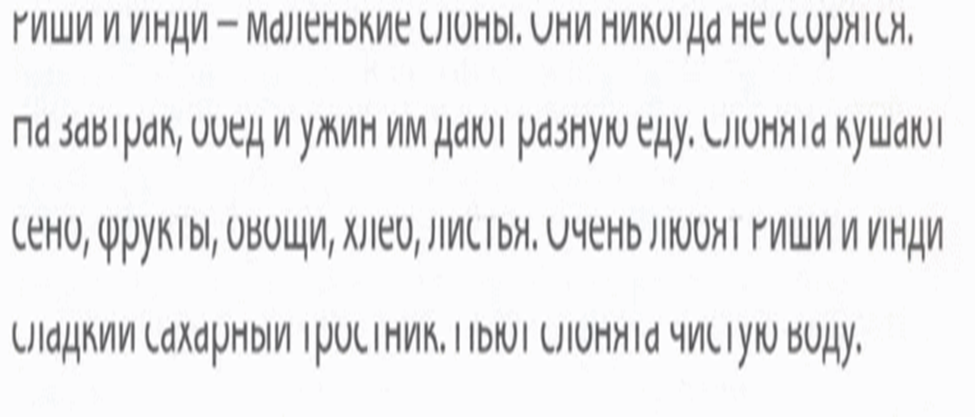 Риши и Инди – маленькие слоны. Они никогда не ссорятся.
На завтрак, обед и ужин им дают разную еду. Слонята кушают
сено, фрукты, овощи, хлеб, листья. Очень любят Риши и Инди
сладкий сахарный тростник. Пьют слонята чистую воду.